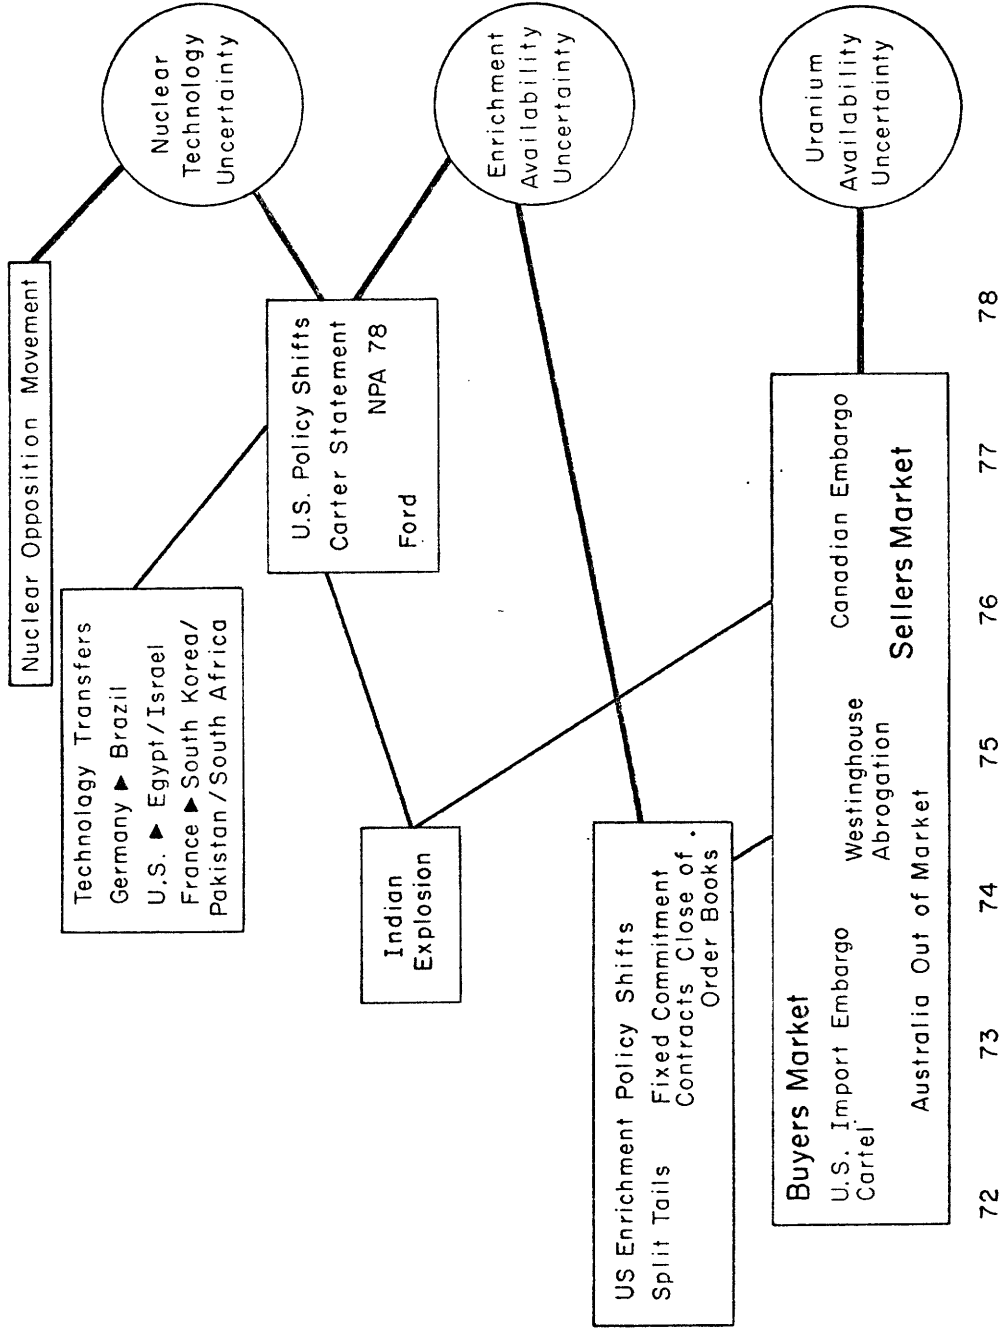 Nuclear Opposition Movement
Technology Transfers
Germany ▶ Brazil
U.S. ▶ Egypt/Israel
France ▶ South Korea/
Pakistan/South Africa
Nuclear
Technology
Uncertainty
U.S. Policy Shifts
Carter Statement
NPA 78
Ford
Indian
Explosion
Enrichment
Availability
Uncertainty
US Enrichment Policy Shifts
Split Tails Fixed Commitment
Contracts Close of
Order Books
Buyers Market
U.S. Import Embargo
Cartel
Australia Out of Market
Westinghouse
Abrogation
Canadian Embargo
Sellers Market
Uranium
Availability
Uncertainty
72 73 74 75 76 77 78